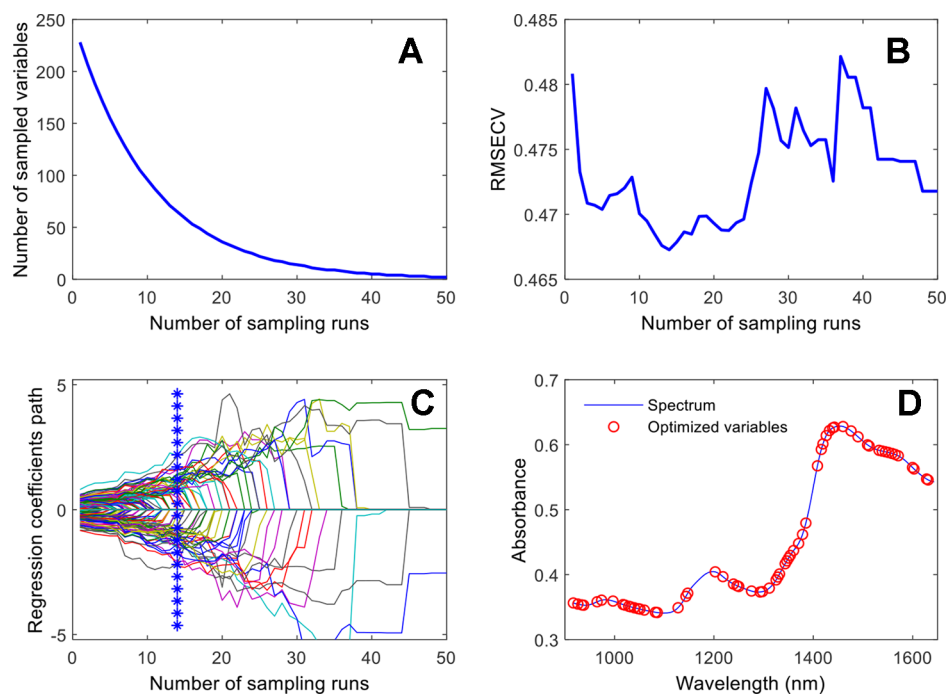 A
250
200
150
100
50
0
0 10 20 30 40 50
Number of sampled variables
Number of sampling runs
B
0.485
0.48
0.475
0.47
0.465
0 10 20 30 40 50
RMSECV
Number of sampling runs
C
5
0
-5
0 10 20 30 40 50
Regression coefficients path
Number of sampling runs
D
0.7
0.6
0.5
0.4
0.3
1000 1200 1400 1600
Spectrum
Optimized variables
Absorbance
Wavelength (nm)